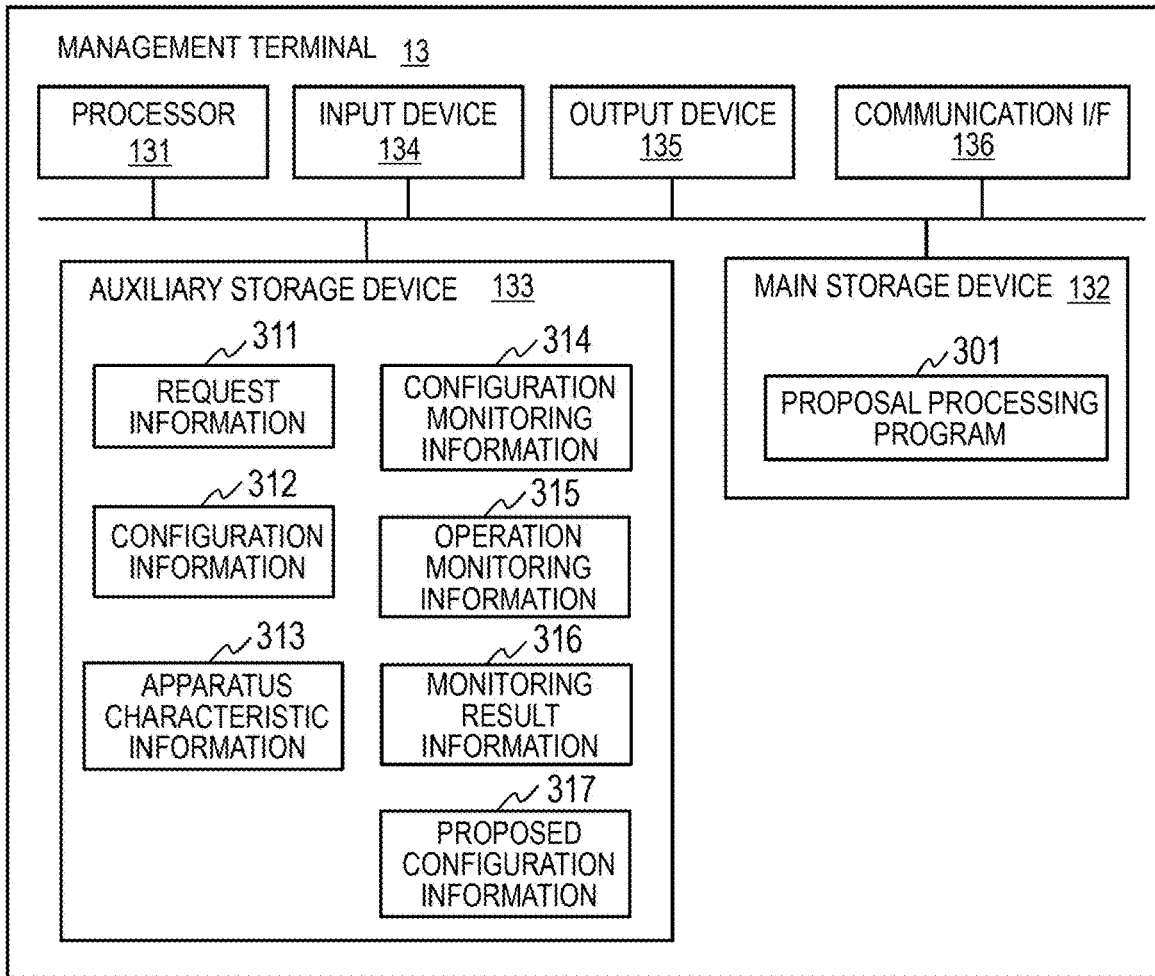 MANAGEMENT TERMINAL 13
PROCESSOR
131
INPUT DEVICE
134
OUTPUT DEVICE
135
COMMUNICATION I/F
136
AUXILIARY STORAGE DEVICE 133
311
REQUEST
INFORMATION
312
CONFIGURATION
INFORMATION
313
APPARATUS
CHARACTERISTIC
INFORMATION
314
CONFIGURATION
MONITORING
INFORMATION
315
OPERATION
MONITORING
INFORMATION
316
MONITORING
RESULT
INFORMATION
317
PROPOSED
CONFIGURATION
INFORMATION
MAIN STORAGE DEVICE 132
301
PROPOSAL PROCESSING
PROGRAM